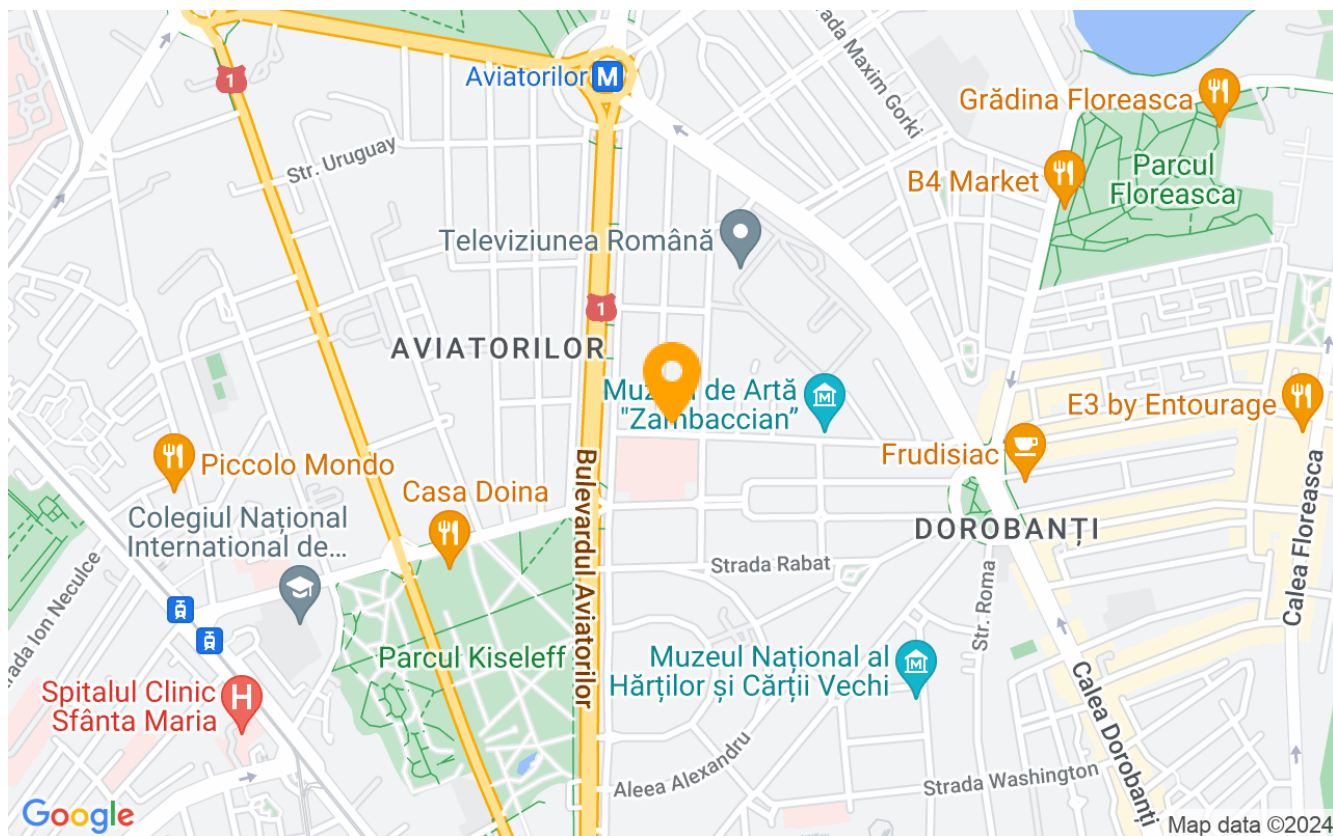 Strada Maxim Gorki
Aviatorilor
M
1
Grădina Floreasca
Str. Uruguay
B4 Market
Parcul
Floreasca
Televiziunea Română
1
AVIATORILOR
de Artă
"Zambaccian”
M
E3 by Entourage
Piccolo Mondo
Frudisiac
Casa Doina
Colegiul Național
International de...
Bulevardul Aviatorilor
DOROBANȚI
Calea Floreasca
Strada Rabat
Str. Roma
Ion Neculce
Parcul Kiseleff
Muzeul Național al
Hărților și Cărții Vechi
M
Spitalul Clinic
Sfânta Maria
H
Calea Dorobanți
Aleea Alexandru
Strada Washington
Google
Map data ©2024